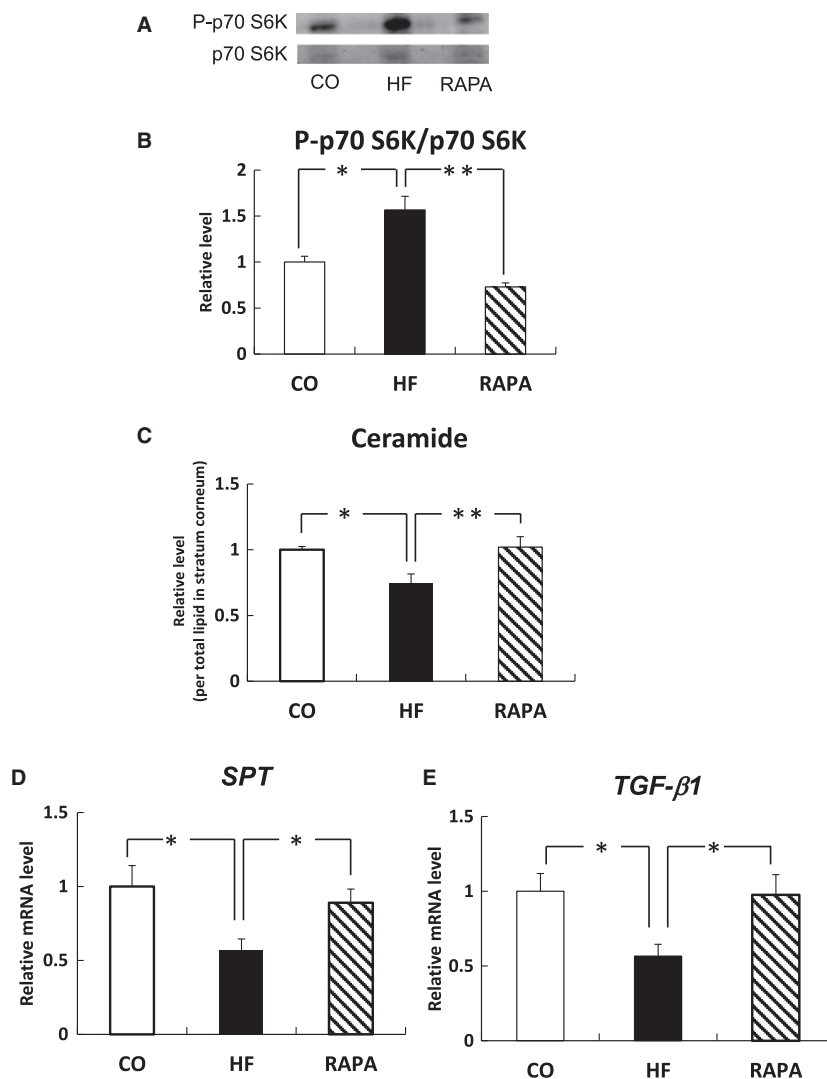 A
P-p70 S6K
p70 S6K
CO HF RAPA
B
P-p70 S6K/p70 S6K
Relative level
2
1.5
1
0.5
0
* **
CO HF RAPA
C
Ceramide
Relative level
(per total lipid in stratum corneum)
1.5
1
0.5
0
* **
CO HF RAPA
D
SPT
Relative mRNA level
1.5
1
0.5
0
* *
CO HF RAPA
E
TGF-β1
Relative mRNA level
1.5
1
0.5
0
* *
CO HF RAPA